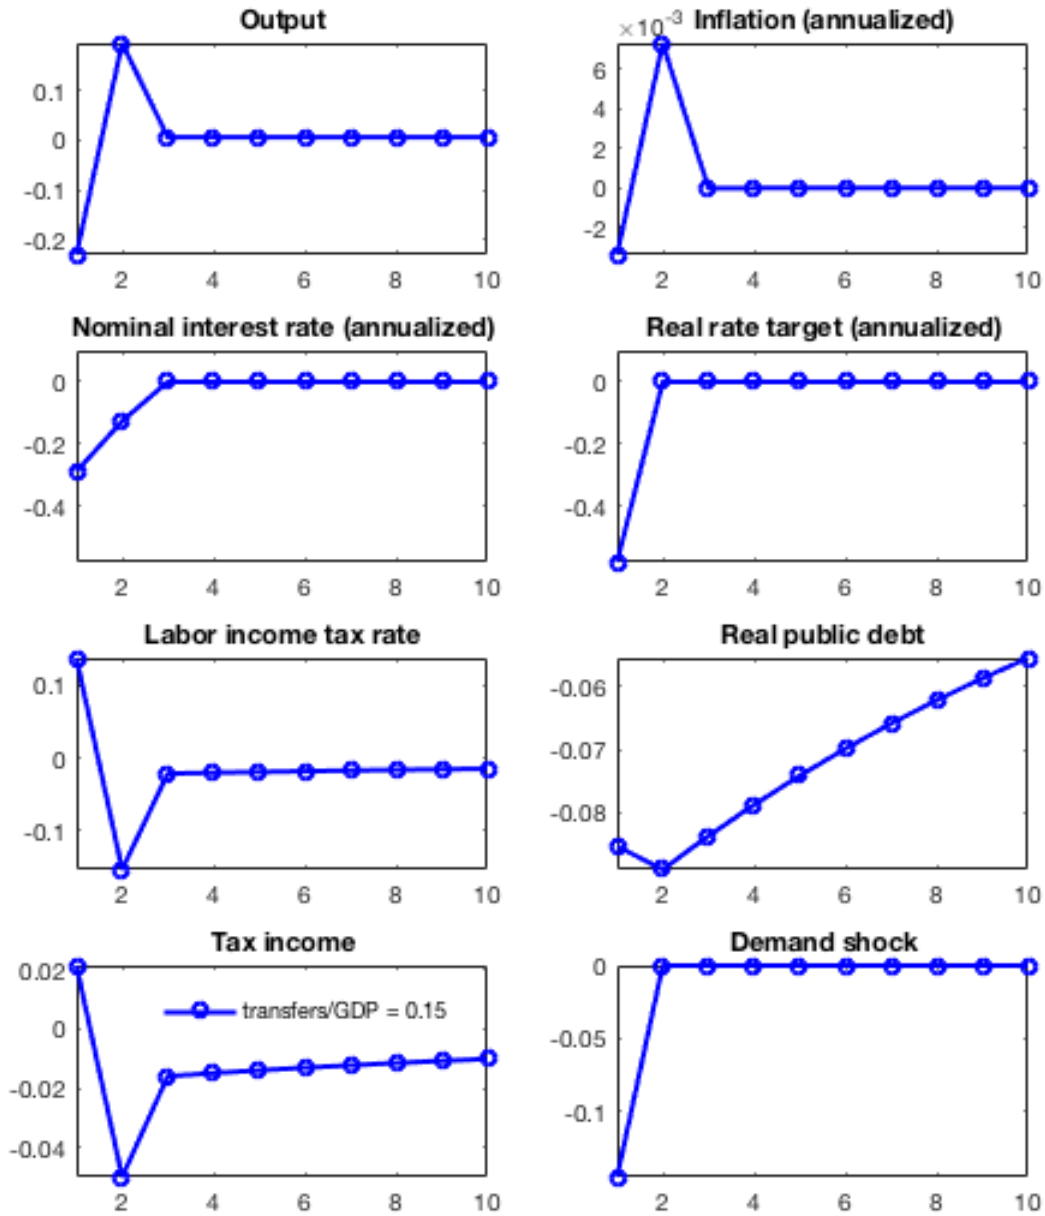 Output
0.1
0
-0.1
-0.2
2 4 6 8 10
Inflation (annualized)
×10-3
6
4
2
0
-2
2 4 6 8 10
Nominal interest rate (annualized)
0
-0.2
-0.4
2 4 6 8 10
Real rate target (annualized)
0
-0.2
-0.4
2 4 6 8 10
Labor income tax rate
0.1
0
-0.1
2 4 6 8 10
Real public debt
-0.06
-0.07
-0.08
2 4 6 8 10
Tax income
0.02
0
-0.02
-0.04
transfers/GDP = 0.15
2 4 6 8 10
Demand shock
0
-0.05
-0.1
2 4 6 8 10